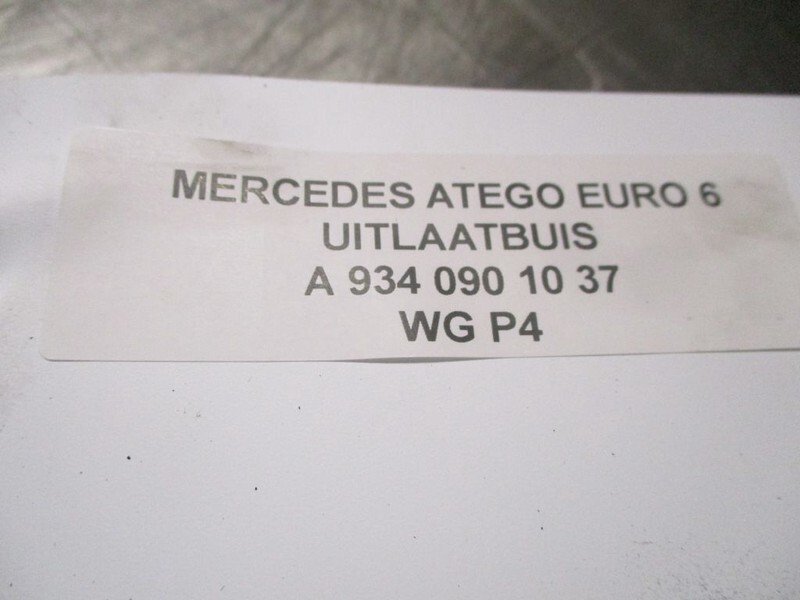 MERCEDES ATEGO EURO 6
UITLAATBUIS
A 934 090 10 37
WG P4